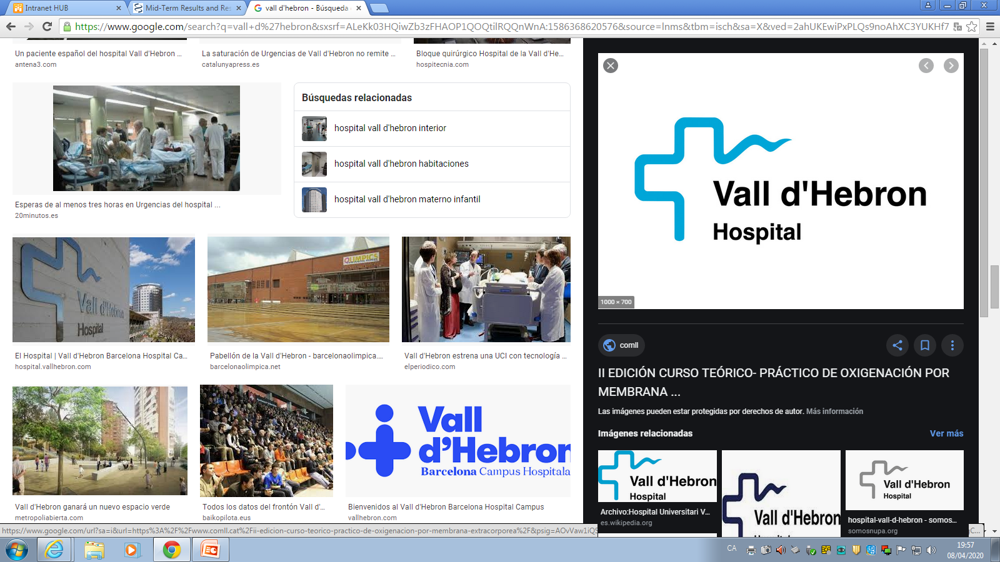 Intranet HUB
Mid-Term Results and Res
vall d'hebron - Búsqueda
https://www.google.com/search?q=vall+d%27hebron&sxsrf=ALeKk03HQiwZb3zFHAOP1QOQtilRQQnWnA:1586368620576&source=lnms&tbm=isch&sa=X&ved=2ahUKEwiPxPLQs9noAhXC3YUKHf7
Un paciente español del hospital Vall d'Hebron ...
antena3.com
La saturación de Urgencias de Vall d'Hebron no remite ...
catalunyapress.es
Bloque quirúrgico Hospital de la Vall d'He...
hospitecnia.com
Esperas de al menos tres horas en Urgencias del hospital ...
20minutos.es
Búsquedas relacionadas
hospital vall d'hebron interior
hospital vall d'hebron habitaciones
hospital vall d'hebron materno infantil
Vall d'Hebron
Hospital
OLIMPICS
El Hospital | Vall d'Hebron Barcelona Hospital Ca...
hospital.vallhebron.com
Pabellón de la Vall d'Hebron - barcelonaolimpica....
barcelonaolimpica.net
Vall d'Hebron estrena una UCI con tecnología ...
elperiodico.com
Vall
d'Hebron
Barcelona Campus Hospitala
Vall d'Hebron ganará un nuevo espacio verde
metropoliabierta.com
Todos los datos del frontón Vall d'...
baikopilota.eus
Bienvenidos al Vall d'Hebron Barcelona Hospital Campus
vallhebron.com
Vall d'Hebron
Hospital
1000 × 700
comll
II EDICIÓN CURSO TEÓRICO- PRÁCTICO DE OXIGENACIÓN POR
MEMBRANA ...
Las imágenes pueden estar protegidas por derechos de autor. Más información
Imágenes relacionadas
Ver más
Vall d'Hebron
Hospital
Archivo:Hospital Universitari V...
es.wikipedia.org
Vall d'Hebron
Vall d'Hebron
Hospital
hospital-vall-d-hebron - somos...
somosnupa.org
https://www.google.com/url?sa=i&url=https%3A%2F%2Fwww.comll.cat%2Fii-edicion-curso-teorico-practico-de-oxigenacion-por-membrana-extracorporea%2F&psig=AOvVaw1iQS
gC...
CA
19:57
08/04/2020